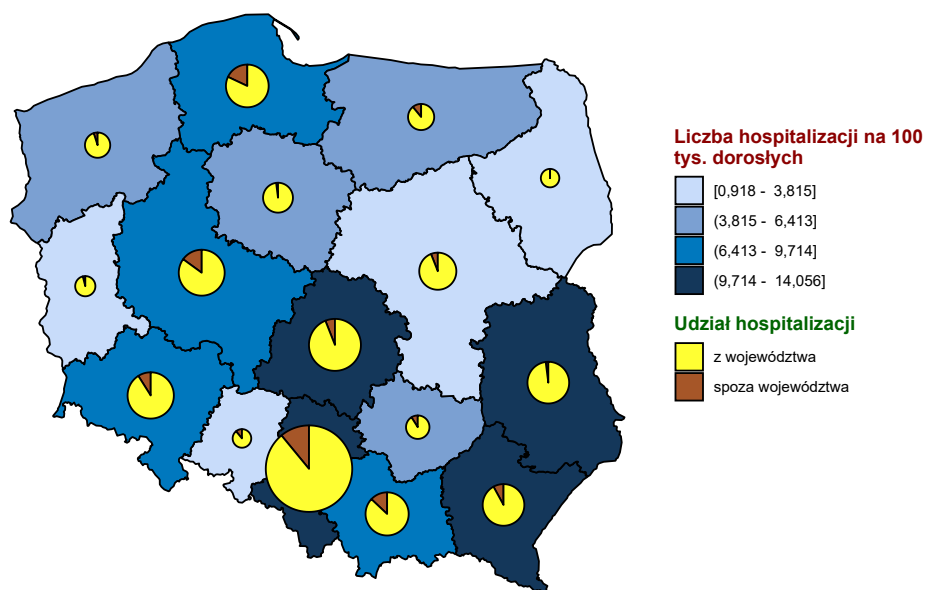 Liczba hospitalizacji na 100
tys. dorosłych
[0,918 - 3,815]
(3,815 - 6,413]
(6,413 - 9,714]
(9,714 - 14,056]
Udział hospitalizacji
z województwa
spoza województwa